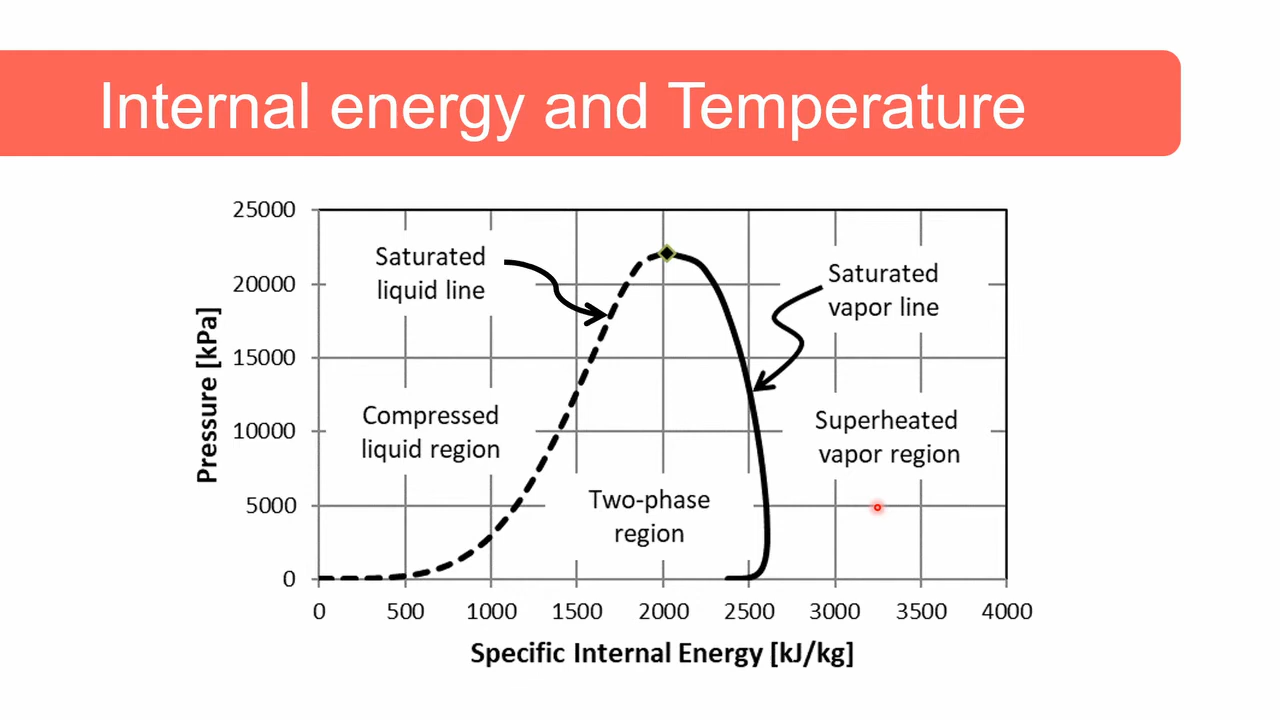 Internal energy and Temperature
25000
20000
15000
10000
5000
0
Pressure [kPa]
Saturated
liquid line
Saturated
vapor line
Compressed
liquid region
Superheated
vapor region
Two-phase
region
0 500 1000 1500 2000 2500 3000 3500 4000
Specific Internal Energy [kJ/kg]